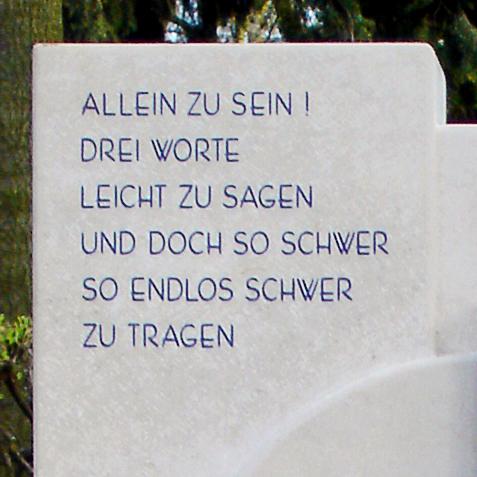 ALLEIN ZU SEIN !
DREI WORTE
LEICHT ZU SAGEN
UND DOCH SO SCHWER
SO ENDLOS SCHWER
ZU TRAGEN